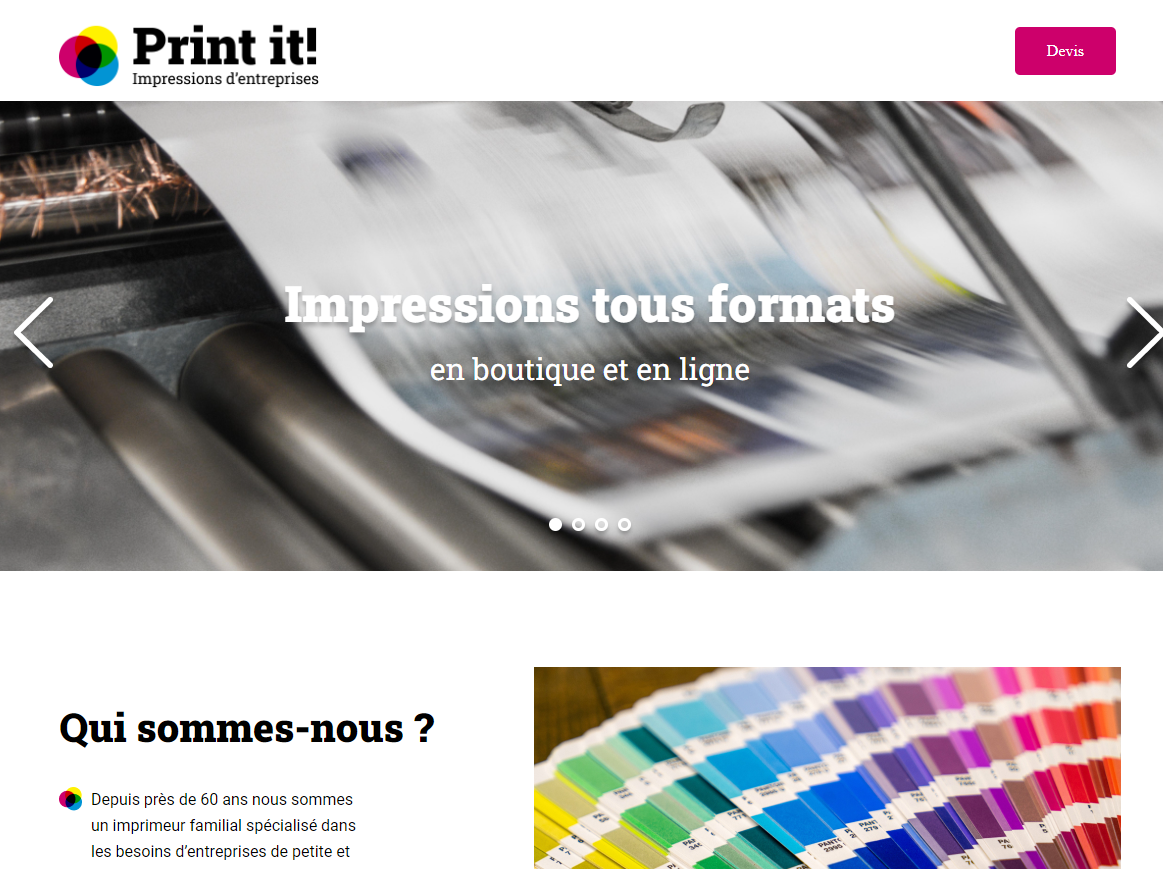 Print it!
Impressions d'entreprises
Devis
Impressions tous formats
en boutique et en ligne
Qui sommes-nous ?
Depuis près de 60 ans nous sommes
un imprimeur familial spécialisé dans
les besoins d’entreprises de petite et